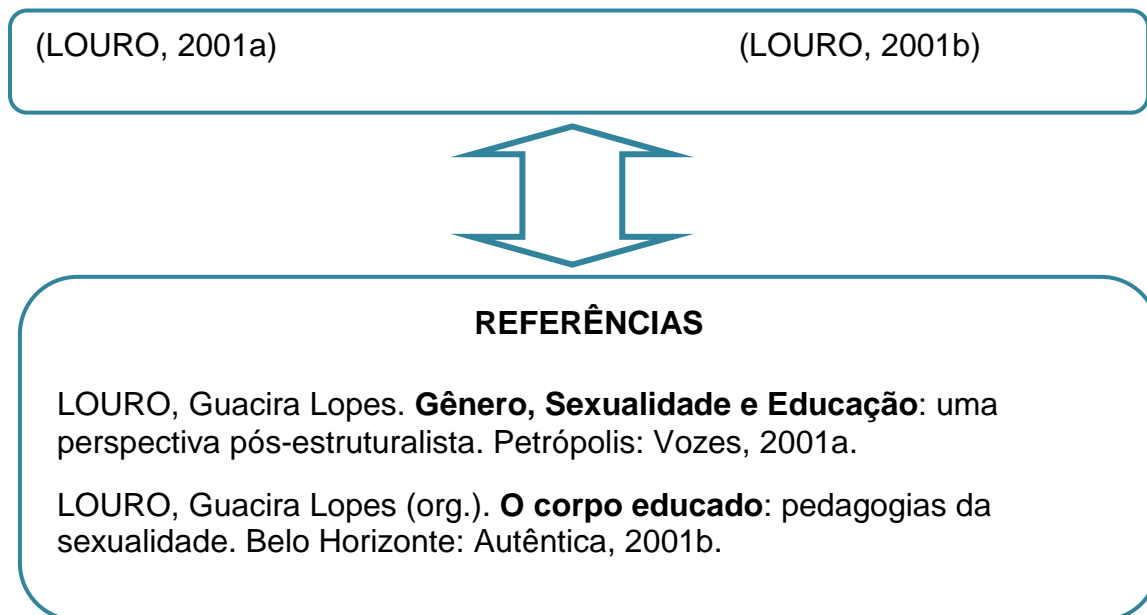 (LOURO, 2001a) (LOURO, 2001b)
REFERÊNCIAS
LOURO, Guacira Lopes. Gênero, Sexualidade e Educação: uma
perspectiva pós-estruturalista. Petrópolis: Vozes, 2001a.
LOURO, Guacira Lopes (org.). O corpo educado: pedagogias da
sexualidade. Belo Horizonte: Autêntica, 2001b.